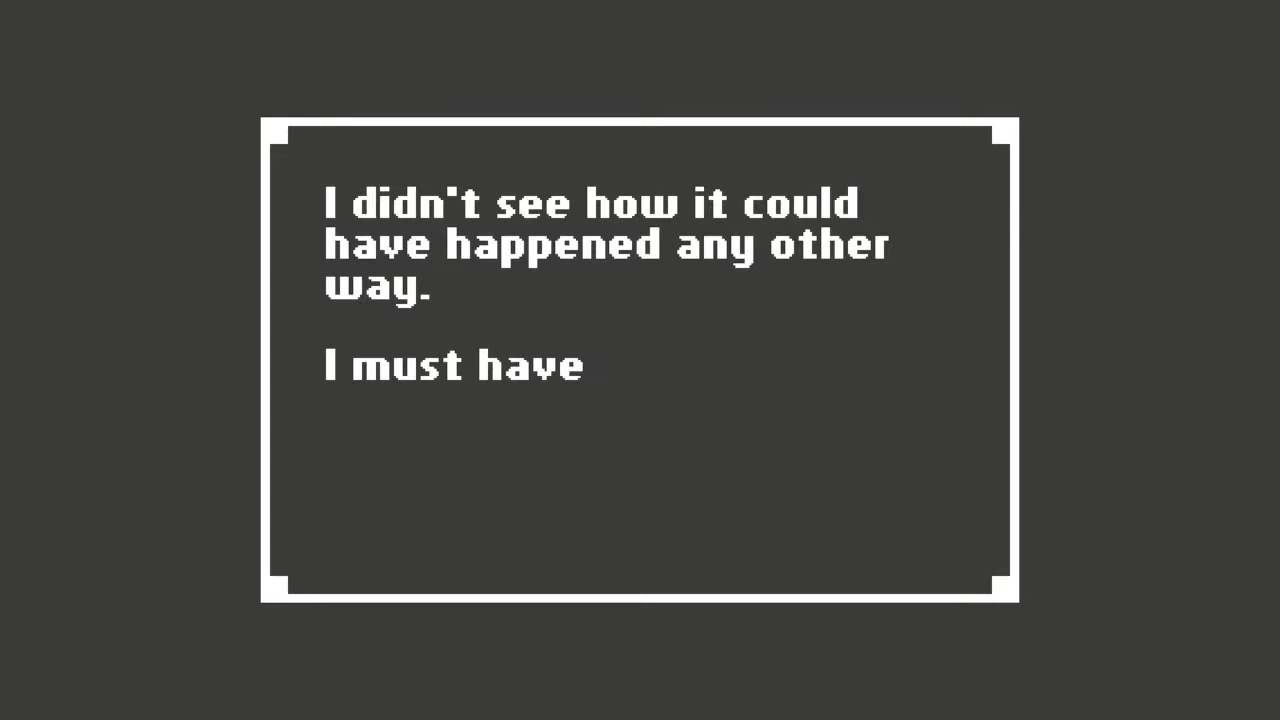 I didn't see how it could
have happened any other
way.
I must have